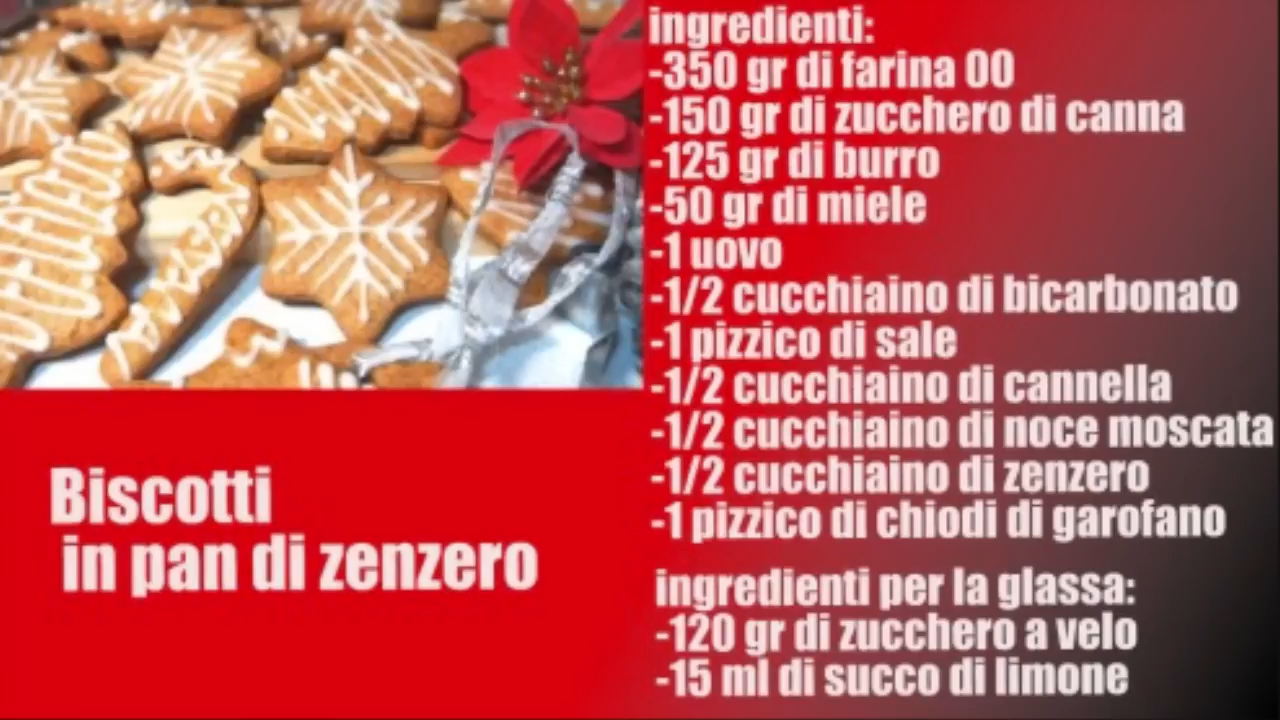 Biscotti
in pan di zenzero
ingredienti:
-350 gr di farina 00
-150 gr di zucchero di canna
-125 gr di burro
-50 gr di miele
-1 uovo
-1/2 cucchiaino di bicarbonato
-1 pizzico di sale
-1/2 cucchiaino di cannella
-1/2 cucchiaino di noce moscata
-1/2 cucchiaino di zenzero
-1 pizzico di chiodi di garofano
ingredienti per la glassa:
-120 gr di zucchero a velo
-15 ml di succo di limone